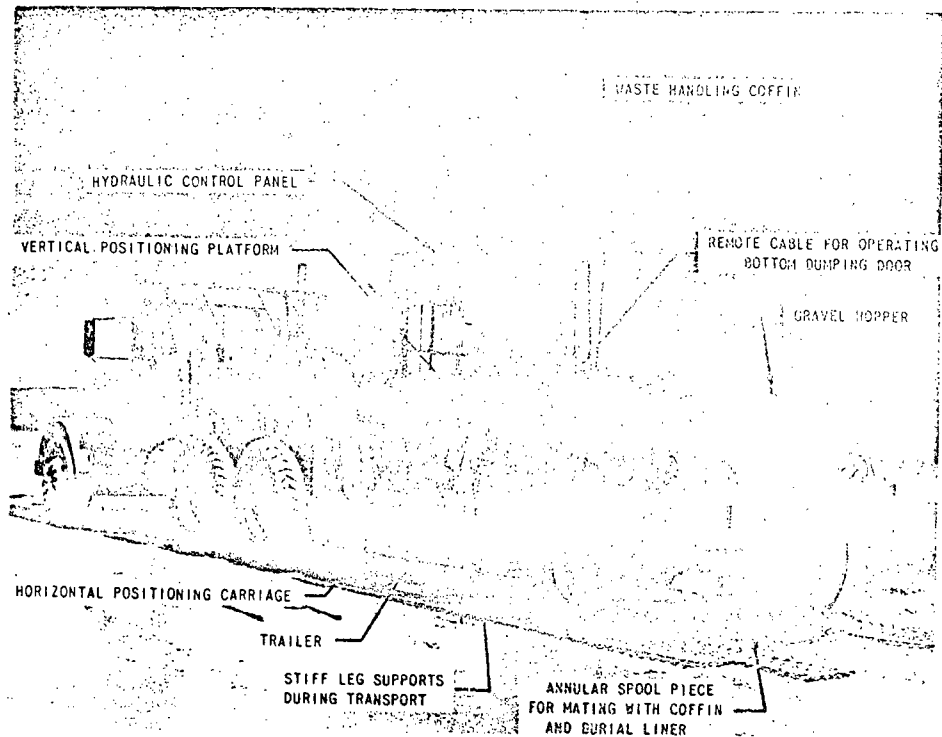 WASTE HANDLING COFFIN
HYDRAULIC CONTROL PANEL
VERTICAL POSITIONING PLATFORM
REMOTE CABLE FOR OPERATING
BOTTOM DUMPING DOOR
GRAVEL HOPPER
HORIZONTAL POSITIONING CARRIAGE
TRAILER
STIFF LEG SUPPORTS
DURING TRANSPORT
ANNULAR SPOOL PIECE
FOR MATING WITH COFFIN
AND BURIAL LINER